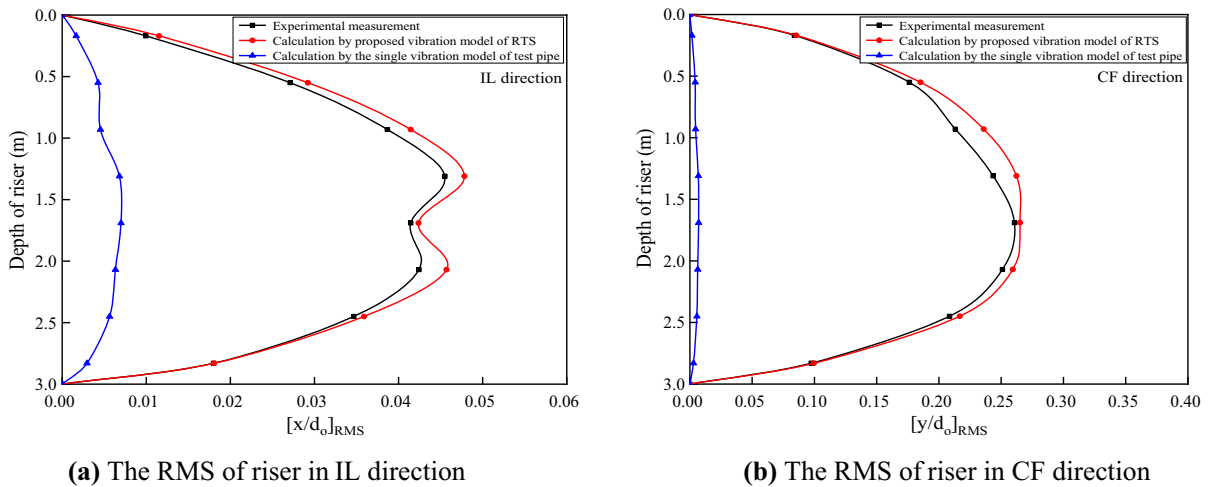 0.0
0.5
1.0
1.5
2.0
2.5
3.0
Depth of riser (m)
Experimental measurement
Calculation by proposed vibration model of RTS
Calculation by the single vibration model of test pipe
IL direction
0.00 0.01 0.02 0.03 0.04 0.05 0.06
[x/do]RMS
(a) The RMS of riser in IL direction
0.0
0.5
1.0
1.5
2.0
2.5
3.0
Depth of riser (m)
Experimental measurement
Calculation by proposed vibration model of RTS
Calculation by the single vibration model of test pipe
CF direction
0.00 0.05 0.10 0.15 0.20 0.25 0.30 0.35 0.40
[y/do]RMS
(b) The RMS of riser in CF direction